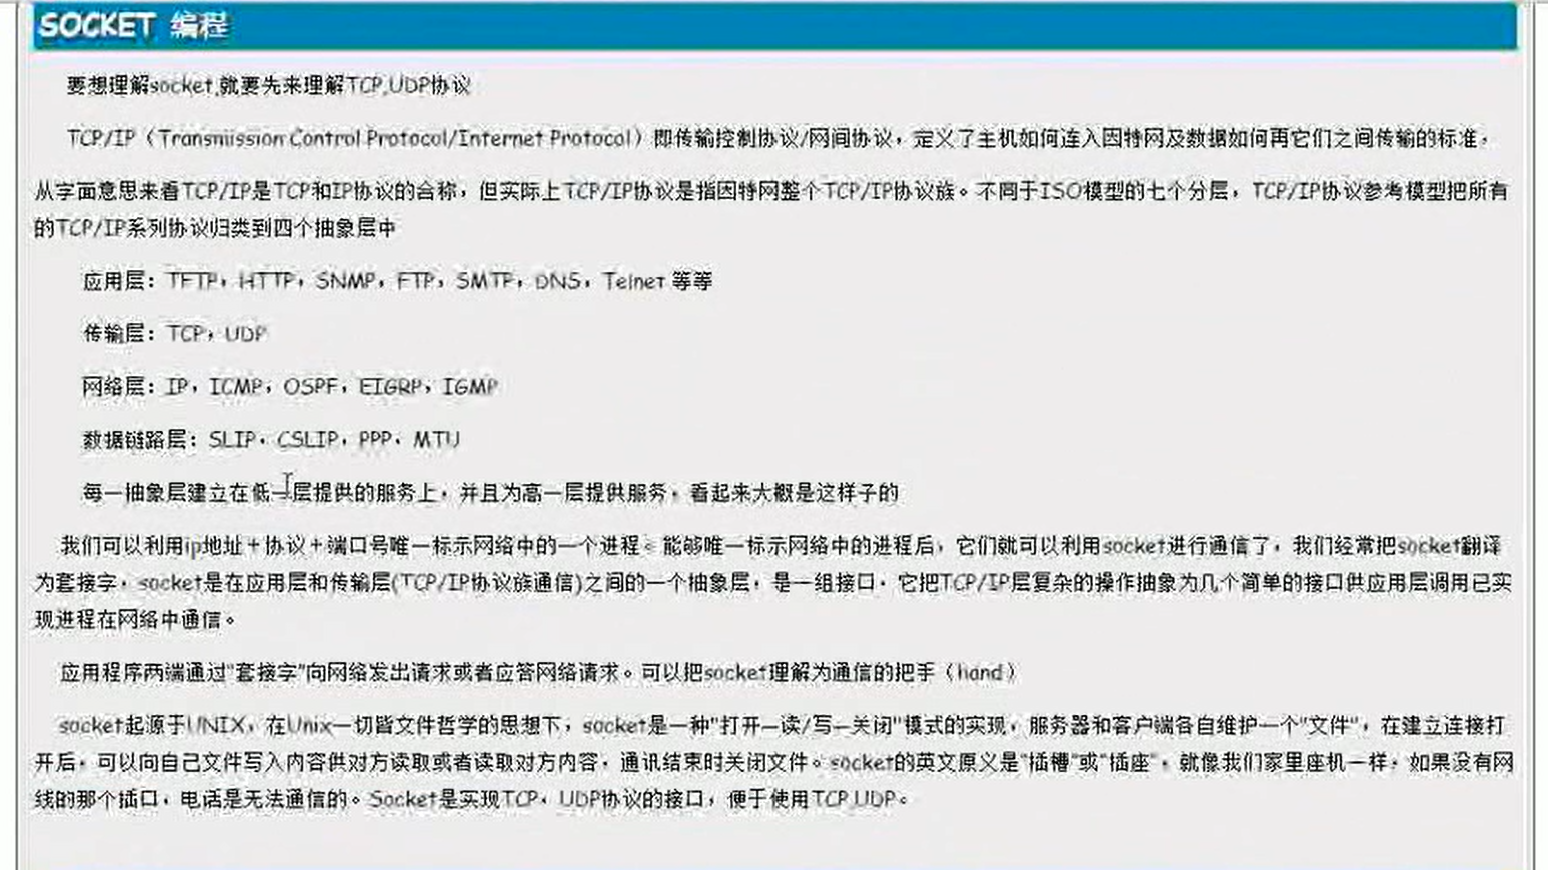 SOCKET 编程
要想理解socket,就要先来理解TCP,UDP协议
TCP/IP（Transmission Control Protocol/Internet Protocol）即传输控制协议/网间协议，定义了主机如何连入因特网及数据如何再它们之间传输的标准，
从字面意思来看TCP/IP是TCP和IP协议的合称，但实际上TCP/IP协议是指因特网整个TCP/IP协议族。不同于ISO模型的七个分层，TCP/IP协议参考模型把所有
的TCP/IP系列协议归类到四个抽象层中
应用层：TFTP，HTTP，SNMP，FTP，SMTP，DNS，Telnet 等等
传输层：TCP，UDP
网络层：IP，ICMP，OSPF，EIGRP，IGMP
数据链路层：SLIP，CSLIP，PPP，MTU
每一抽象层建立在低一层提供的服务上，并且为高一层提供服务，看起来大概是这样子的
我们可以利用ip地址＋协议＋端口号唯一标示网络中的一个进程。能够唯一标示网络中的进程后，它们就可以利用socket进行通信了，我们经常把socket翻译
为套接字，socket是在应用层和传输层(TCP/IP协议族通信)之间的一个抽象层，是一组接口，它把TCP/IP层复杂的操作抽象为几个简单的接口供应用层调用已实
现进程在网络中通信。
应用程序两端通过“套接字”向网络发出请求或者应答网络请求。可以把socket理解为通信的把手（hand）
socket起源于UNIX，在Unix一切皆文件哲学的思想下，socket是一种"打开—读/写—关闭"模式的实现，服务器和客户端各自维护一个"文件"，在建立连接打
开后，可以向自己文件写入内容供对方读取或者读取对方内容，通讯结束时关闭文件。socket的英文原义是“插槽”或“插座”，就像我们家里座机一样，如果没有网
线的那个插口，电话是无法通信的。Socket是实现TCP，UDP协议的接口，便于使用TCP,UDP。